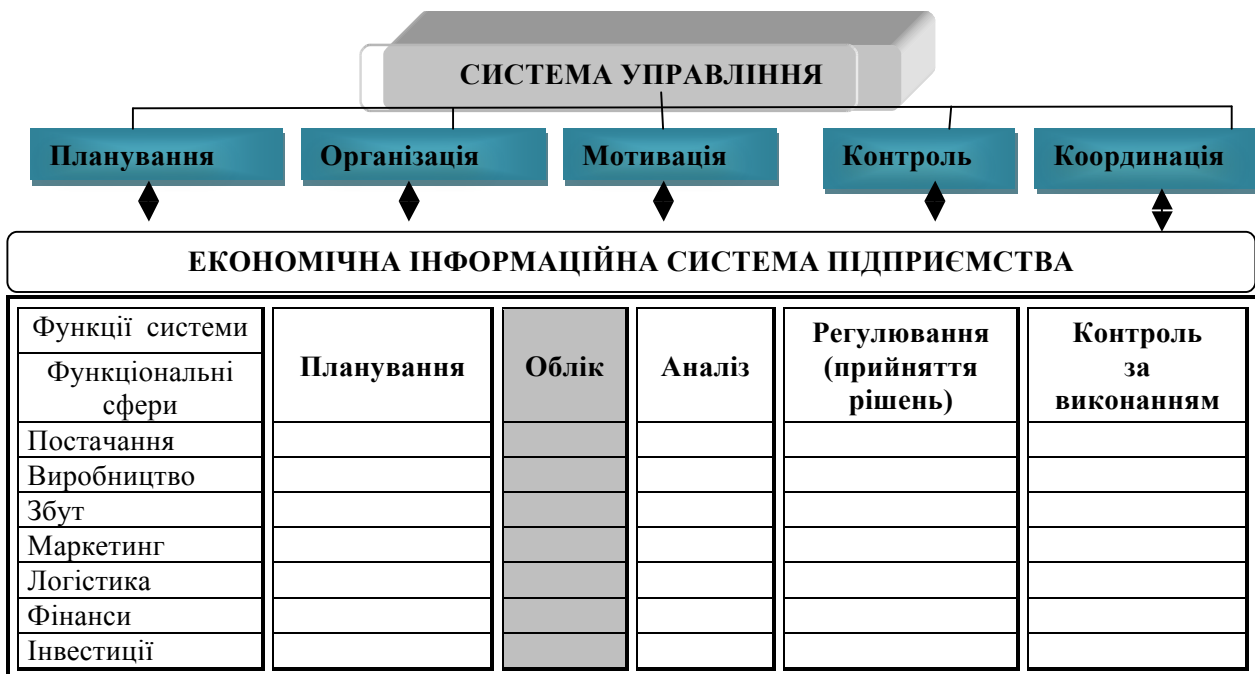 СИСТЕМА УПРАВЛІННЯ
Планування
Організація
Мотивація
Контроль
Координація
ЕКОНОМІЧНА ІНФОРМАЦІЙНА СИСТЕМА ПІДПРИЄМСТВА
Функції системи
Функціональні
сфери
Планування
Облік
Аналіз
Регулювання
(прийняття
рішень)
Контроль
за
виконанням
Постачання
Виробництво
Збут
Маркетинг
Логістика
Фінанси
Інвестиції